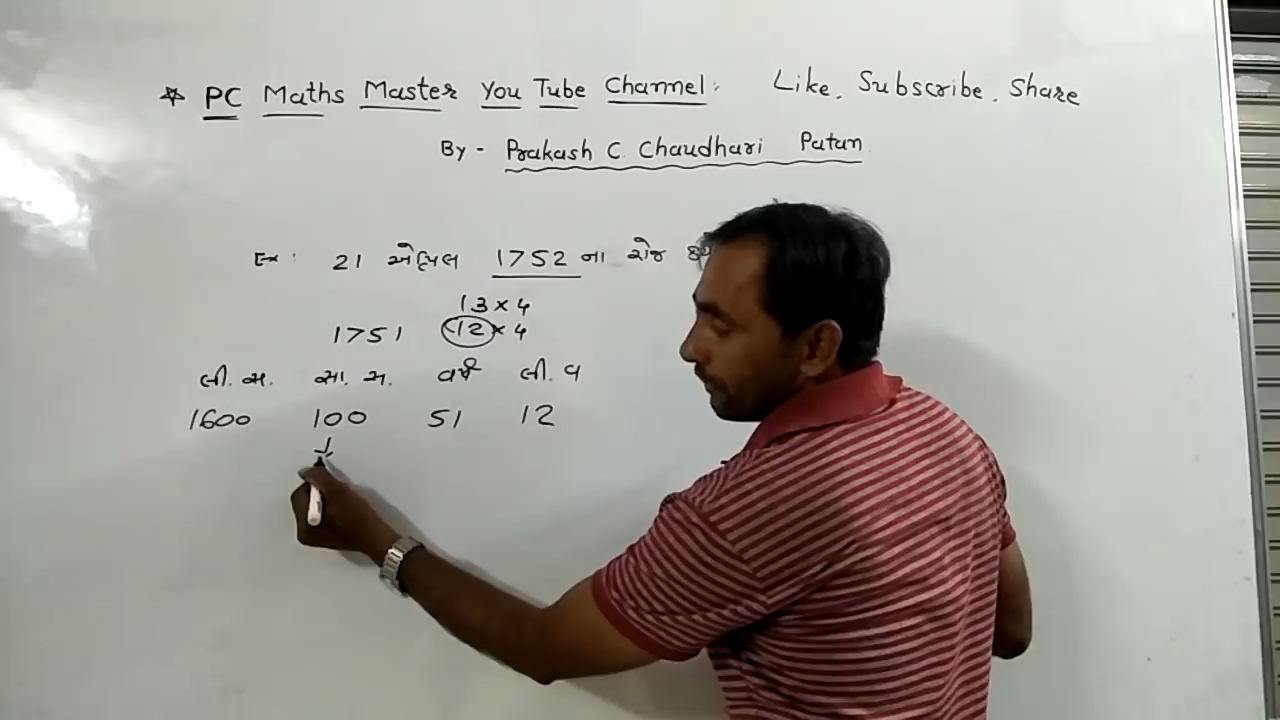 * PC Maths Master You Tube Channel: Like, Subscribe, Share
By - Prakash C Chaudhari Patan
Ex: 21 એપ્રિલ 1752 ના રોજ
13 × 4
1751 12 × 4
લી. સ. સા. સ. વર્ષ લી. વ
1600 100 51 12